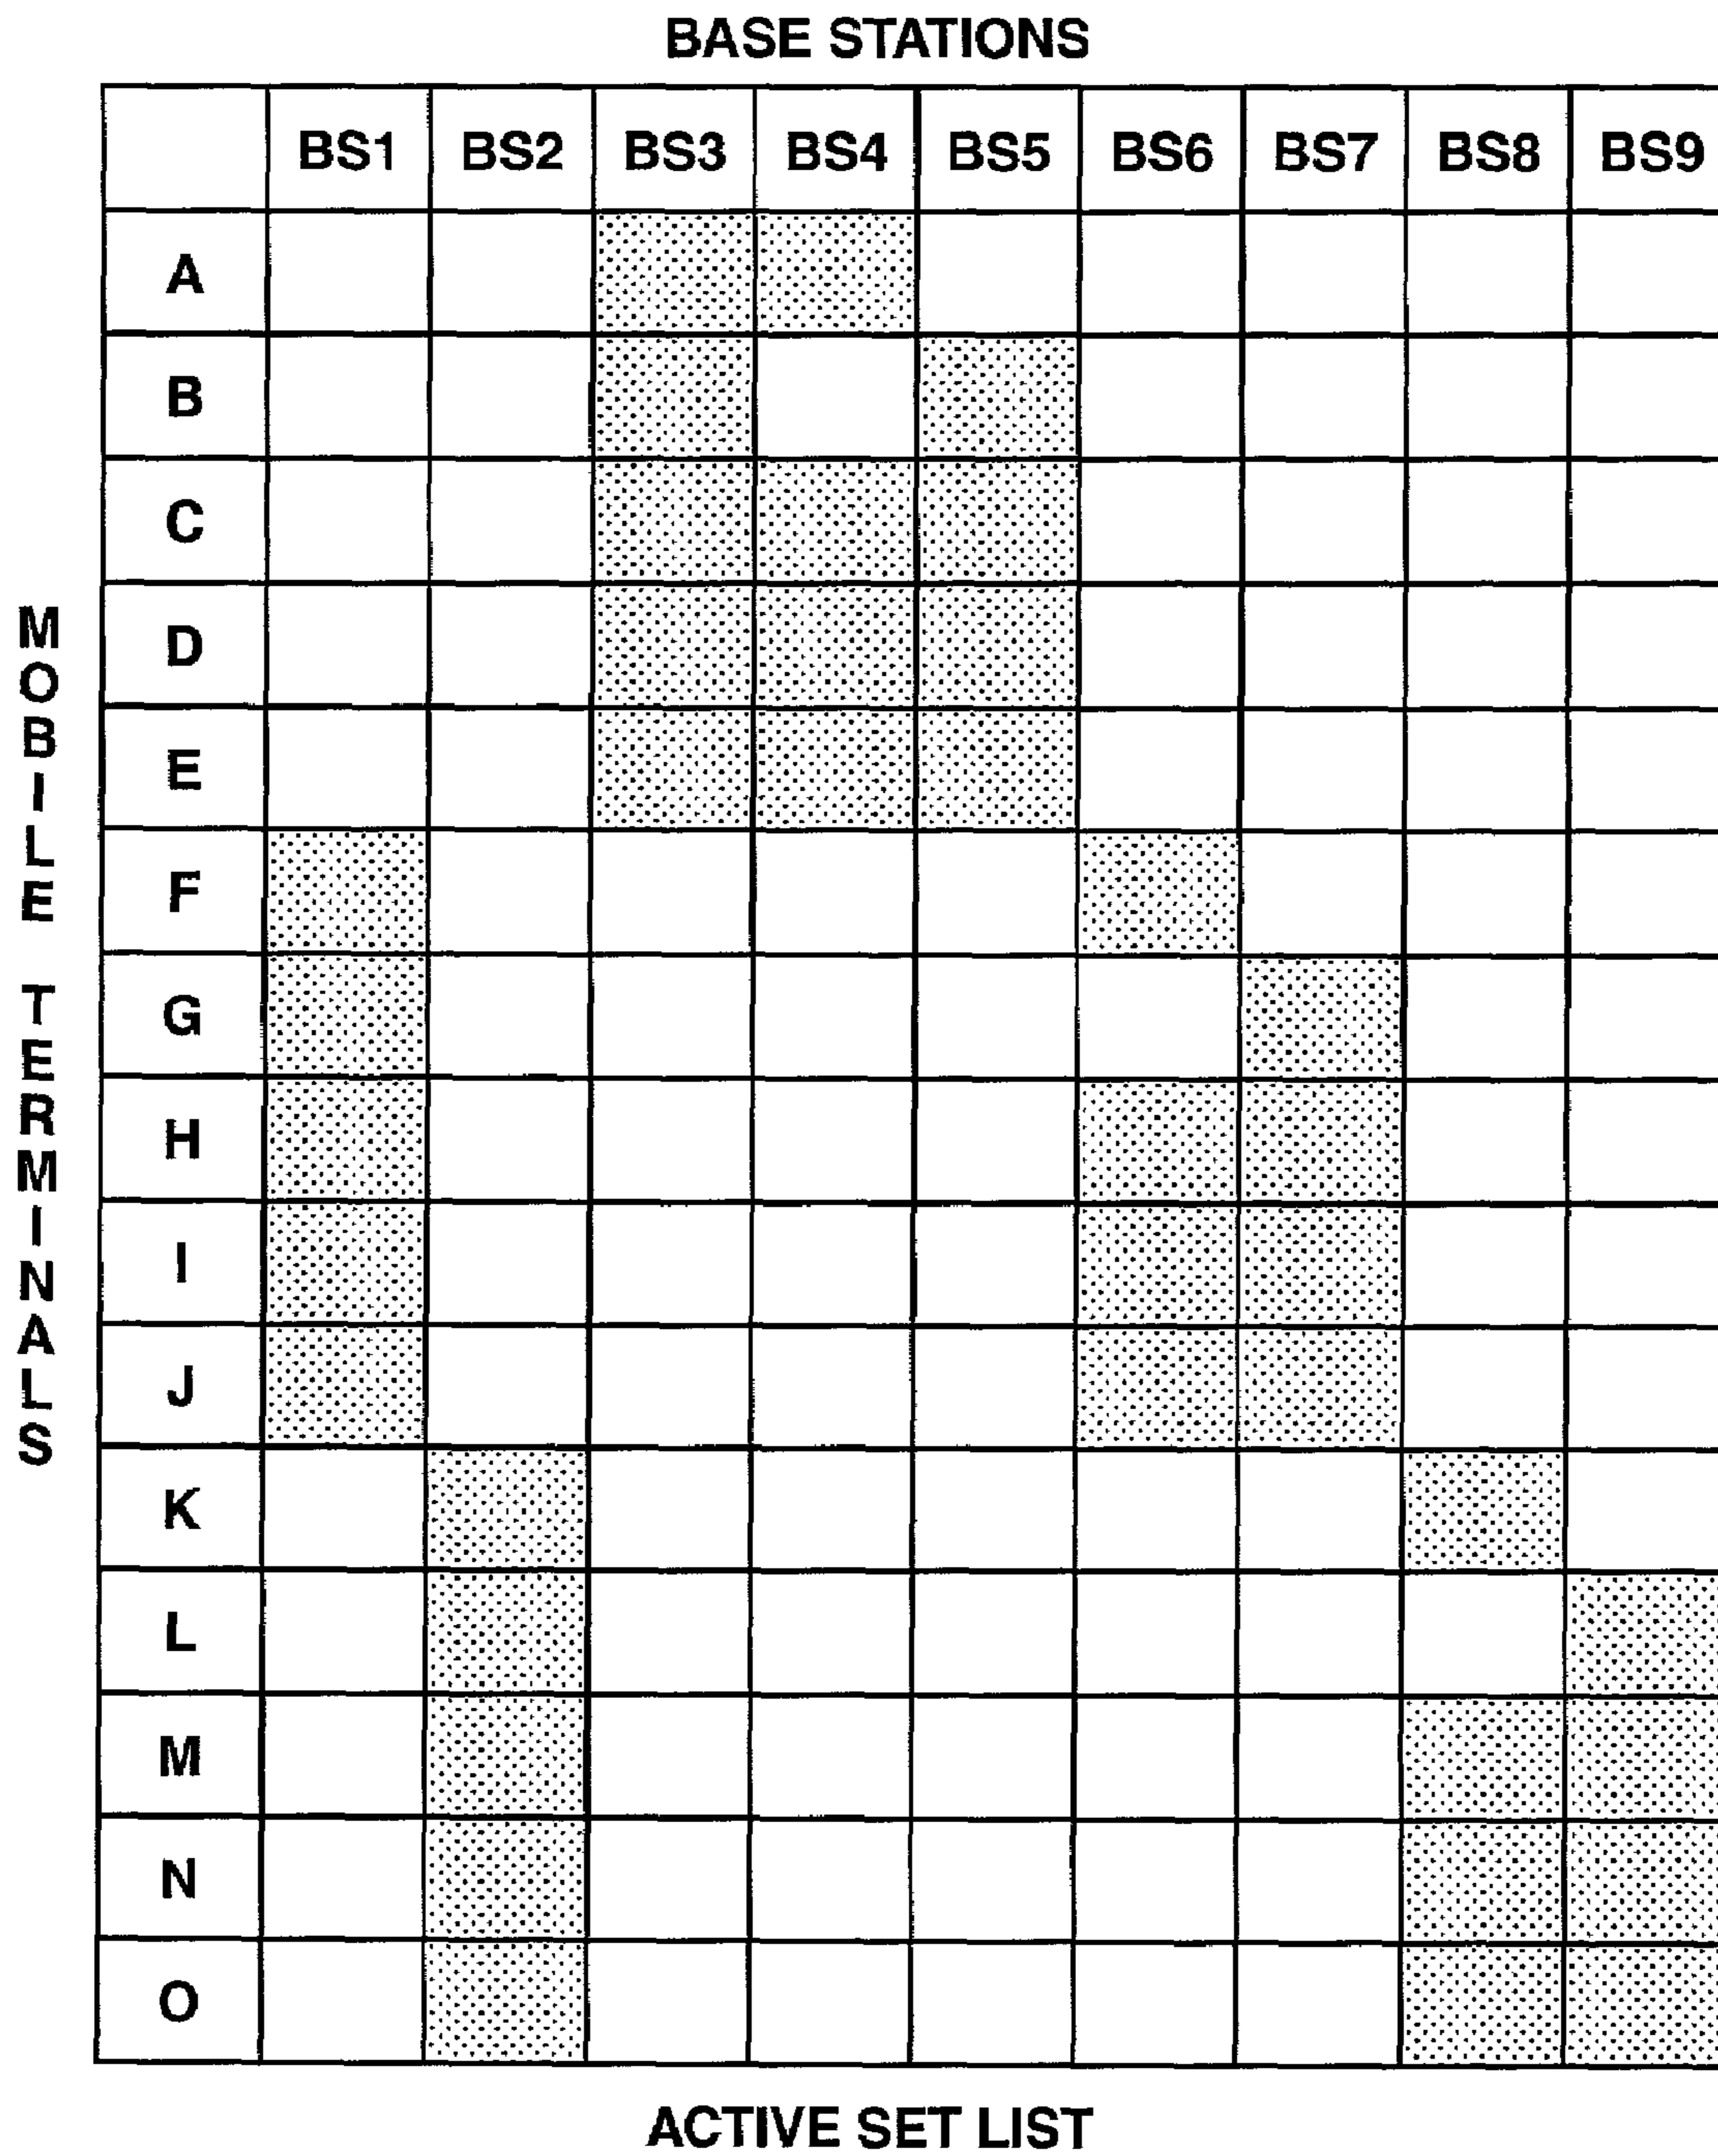 BASE STATIONS
BS1 BS2 BS3 BS4 BS5 BS6 BS7 BS8 BS9
MOBILE TERMINALS
A
B
C
D
E
F
G
H
I
J
K
L
M
N
O
ACTIVE SET LIST